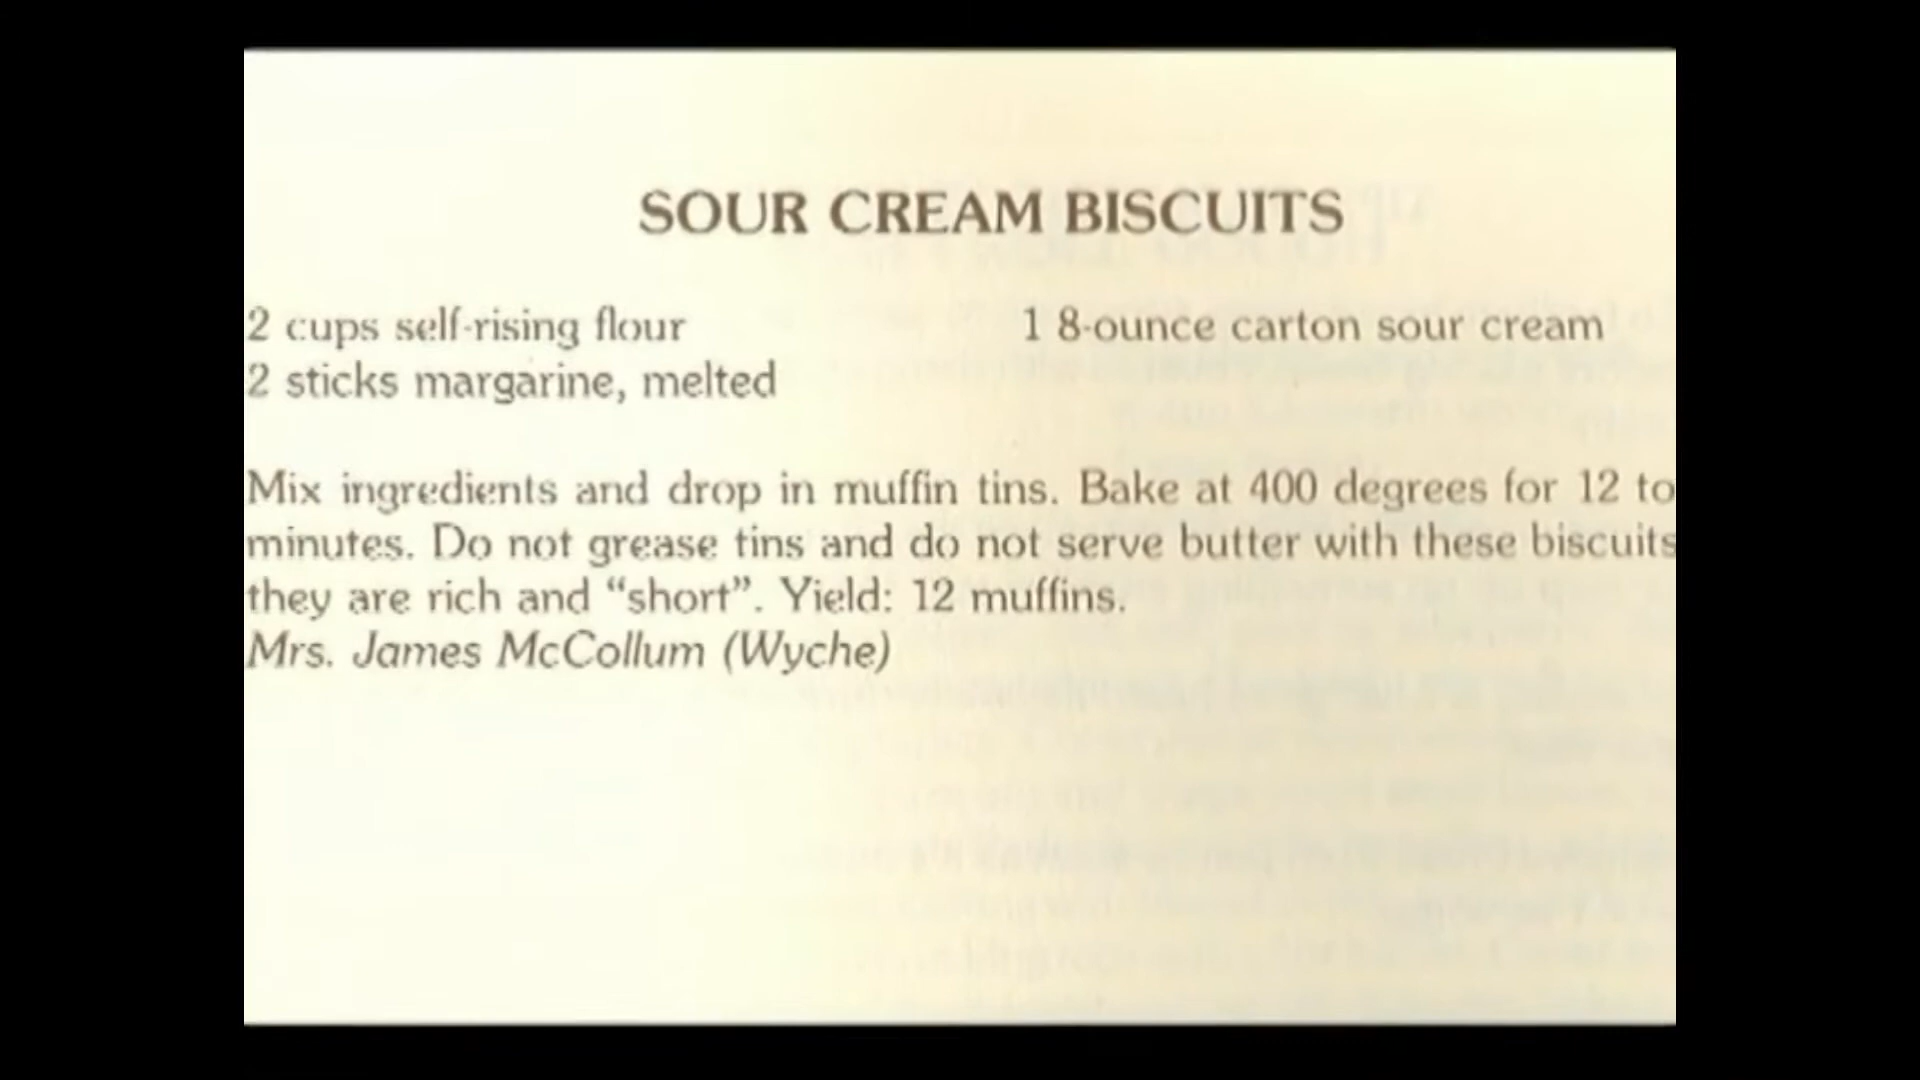 SOUR CREAM BISCUITS
2 cups self-rising flour 1 8-ounce carton sour cream
2 sticks margarine, melted
Mix ingredients and drop in muffin tins. Bake at 400 degrees for 12 to
minutes. Do not grease tins and do not serve butter with these biscuits
they are rich and “short”. Yield: 12 muffins.
Mrs. James McCollum (Wyche)